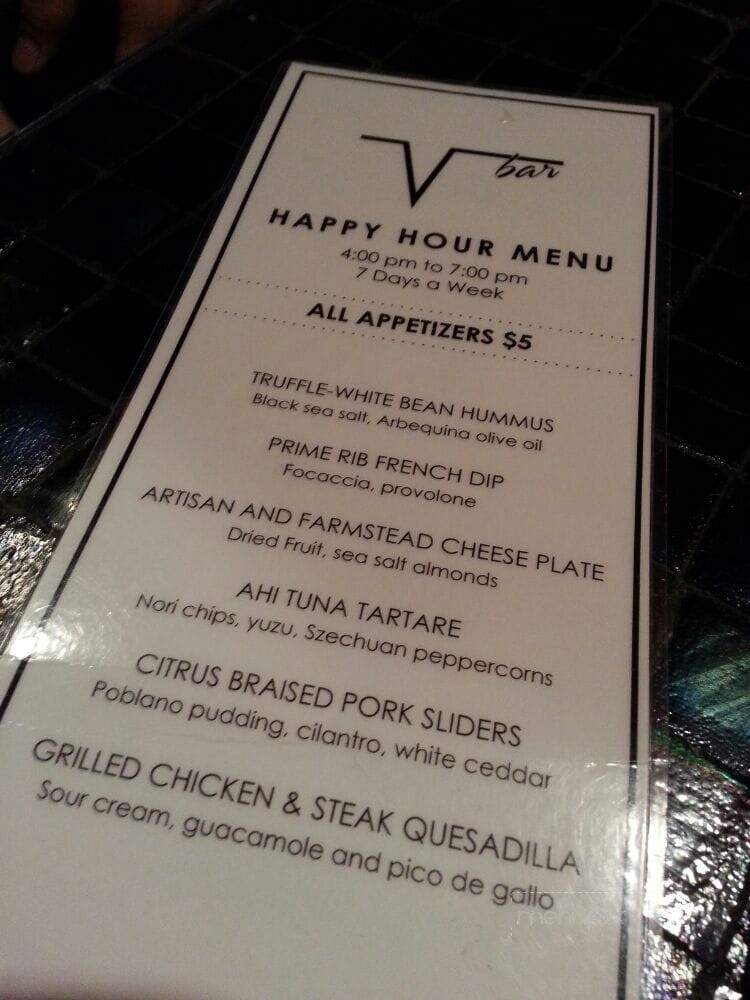 V bar
HAPPY HOUR MENU
4:00 pm to 7:00 pm
7 Days a Week
ALL APPETIZERS $5
TRUFFLE-WHITE BEAN HUMMUS
Black sea salt, Arbequina olive oil
PRIME RIB FRENCH DIP
Focaccia, provolone
ARTISAN AND FARMSTEAD CHEESE PLATE
Dried Fruit, sea salt almonds
AHI TUNA TARTARE
Nori chips, yuzu, Szechuan peppercorns
CITRUS BRAISED PORK SLIDERS
Poblano pudding, cilantro, white ceddar
GRILLED CHICKEN & STEAK QUESADILLA
Sour cream, guacamole and pico de gallo